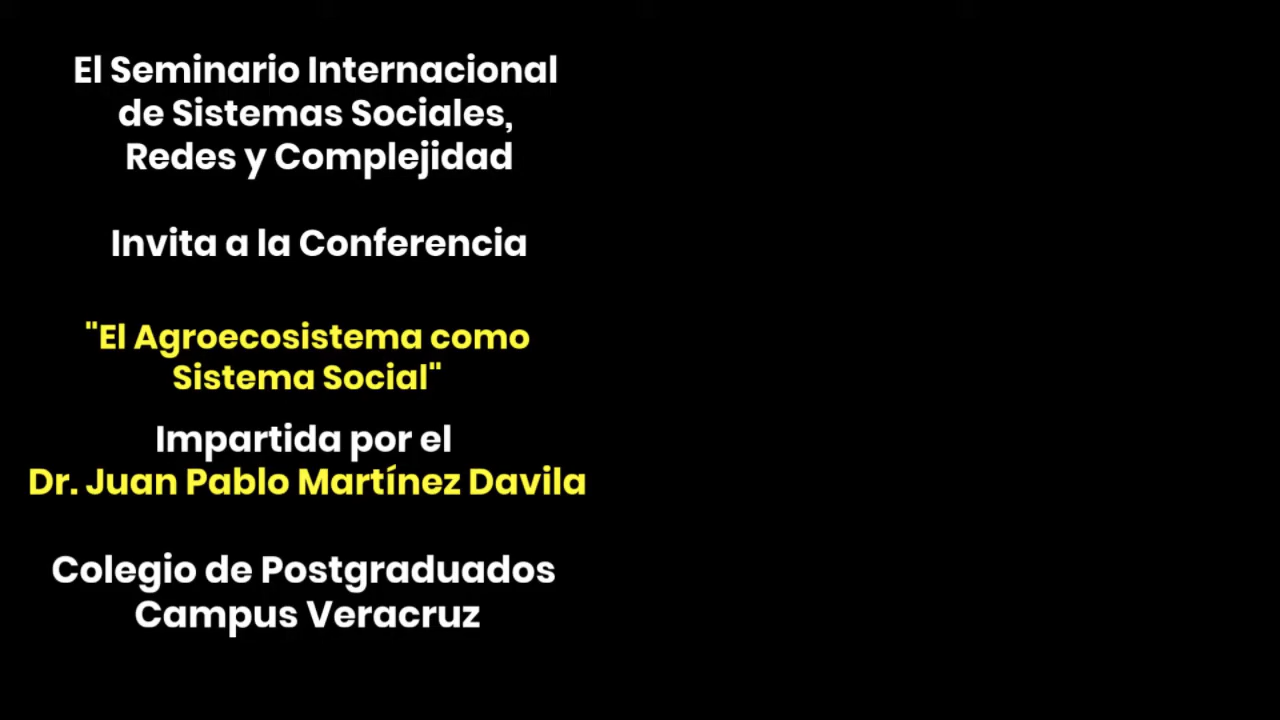 El Seminario Internacional
de Sistemas Sociales,
Redes y Complejidad
Invita a la Conferencia
"El Agroecosistema como
Sistema Social"
Impartida por el
Dr. Juan Pablo Martínez Davila
Colegio de Postgraduados
Campus Veracruz